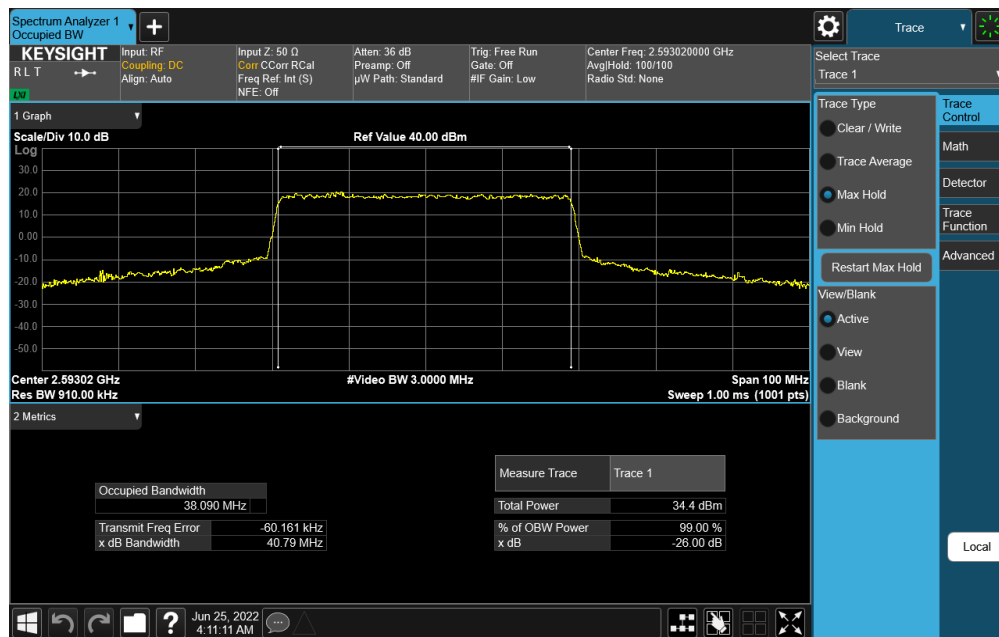 Spectrum Analyzer 1
Occupied BW
Trace
KEYSIGHT
R L T
LXI
Input: RF
Coupling: DC
Align: Auto
Input Z: 50 Ω
Corr CCorr RCal
Freq Ref: Int (S)
NFE: Off
Atten: 36 dB
Preamp: Off
µW Path: Standard
Trig: Free Run
Gate: Off
#IF Gain: Low
Center Freq: 2.593020000 GHz
Avg|Hold: 100/100
Radio Std: None
Select Trace
Trace 1
1 Graph
Scale/Div 10.0 dB
Ref Value 40.00 dBm
Log
30.0
20.0
10.0
0.00
-10.0
-20.0
-30.0
-40.0
-50.0
Center 2.59302 GHz
#Video BW 3.0000 MHz
Span 100 MHz
Res BW 910.00 kHz
Sweep 1.00 ms (1001 pts)
Trace Type
Clear / Write
Trace Average
Max Hold
Min Hold
Restart Max Hold
View/Blank
Active
View
Blank
Background
Trace
Control
Math
Detector
Trace
Function
Advanced
Local
2 Metrics
Occupied Bandwidth
38.090 MHz
Transmit Freq Error -60.161 kHz
x dB Bandwidth 40.79 MHz
Measure Trace Trace 1
Total Power 34.4 dBm
% of OBW Power 99.00 %
x dB -26.00 dB
Jun 25, 2022
4:11:11 AM